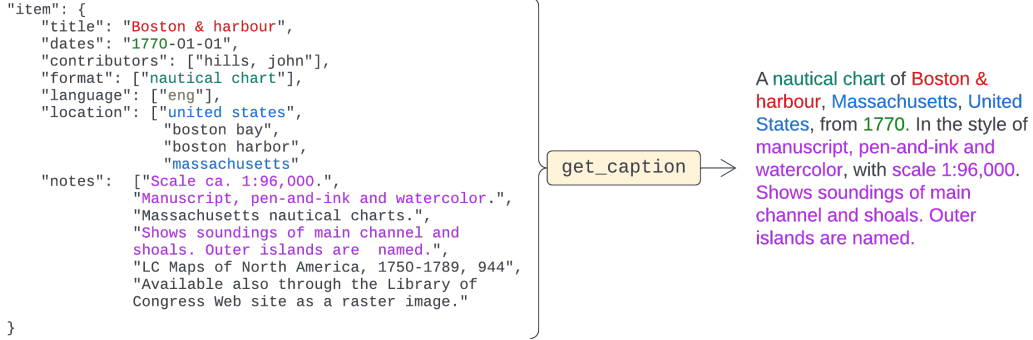 "item": {
"title": "Boston & harbour",
"dates": "1770-01-01",
"contributors": ["hills, john"],
"format": ["nautical chart"],
"language": ["eng"],
"location": ["united states",
"boston bay",
"boston harbor",
"massachusetts"
"notes":  ["Scale ca. 1:96,000.",
"Manuscript, pen-and-ink and watercolor.",
"Massachusetts nautical charts.",
"Shows soundings of main channel and
shoals. Outer islands are  named.",
"LC Maps of North America, 1750-1789, 944",
"Available also through the Library of
Congress Web site as a raster image."
}
get_caption
A nautical chart of Boston &
harbour, Massachusetts, United
States, from 1770. In the style of
manuscript, pen-and-ink and
watercolor, with scale 1:96,000.
Shows soundings of main
channel and shoals. Outer
islands are named.